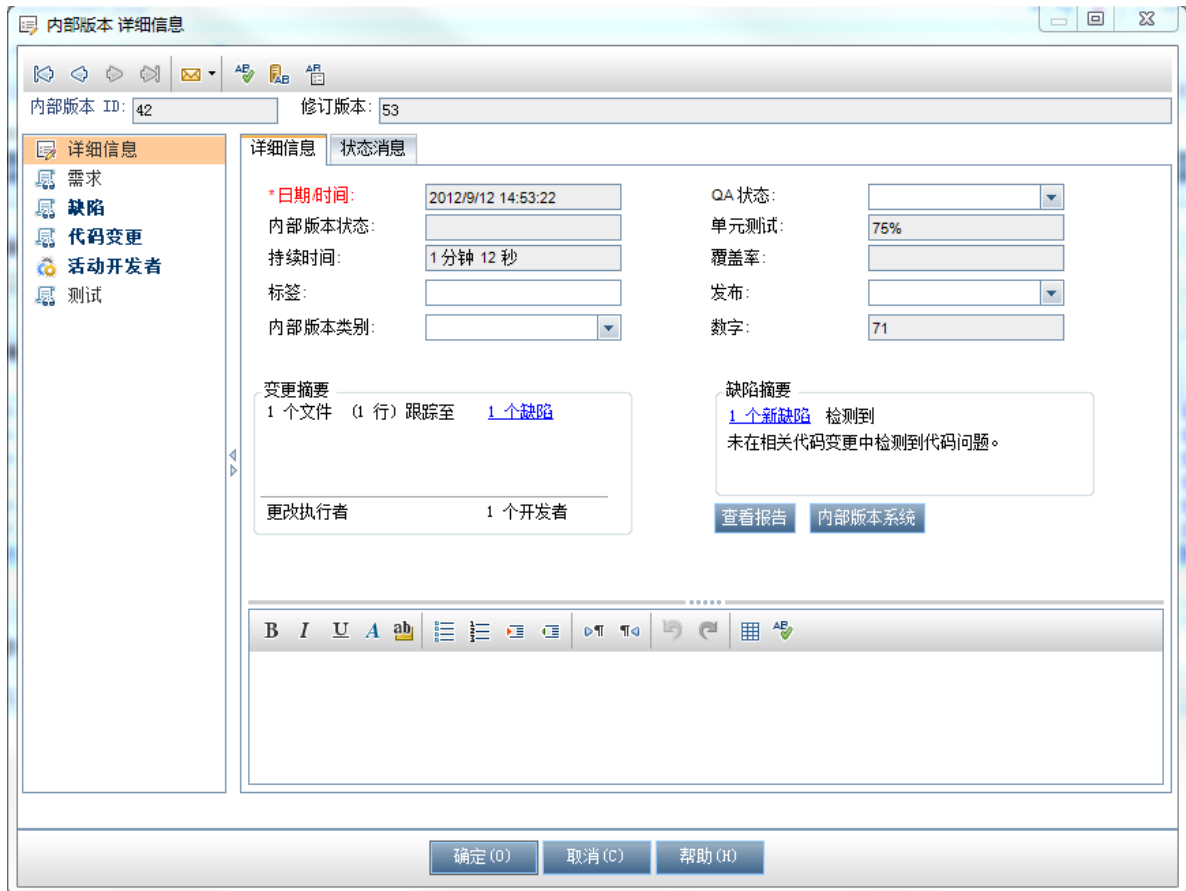 内部版本 详细信息
内部版本 ID: 42 修订版本: 53
详细信息
需求
缺陷
代码变更
活动开发者
测试
详细信息 状态消息
*日期/时间: 2012/9/12 14:53:22 QA 状态:
内部版本状态: 单元测试: 75%
持续时间: 1 分钟 12 秒 覆盖率:
标签: 发布:
内部版本类别: 数字: 71
变更摘要
1 个文件 (1 行) 跟踪至 1 个缺陷
更改执行者 1 个开发者
缺陷摘要
1 个新缺陷 检测到
未在相关代码变更中检测到代码问题。
查看报告 内部版本系统
B I U A ab
确定(O) 取消(C) 帮助(H)